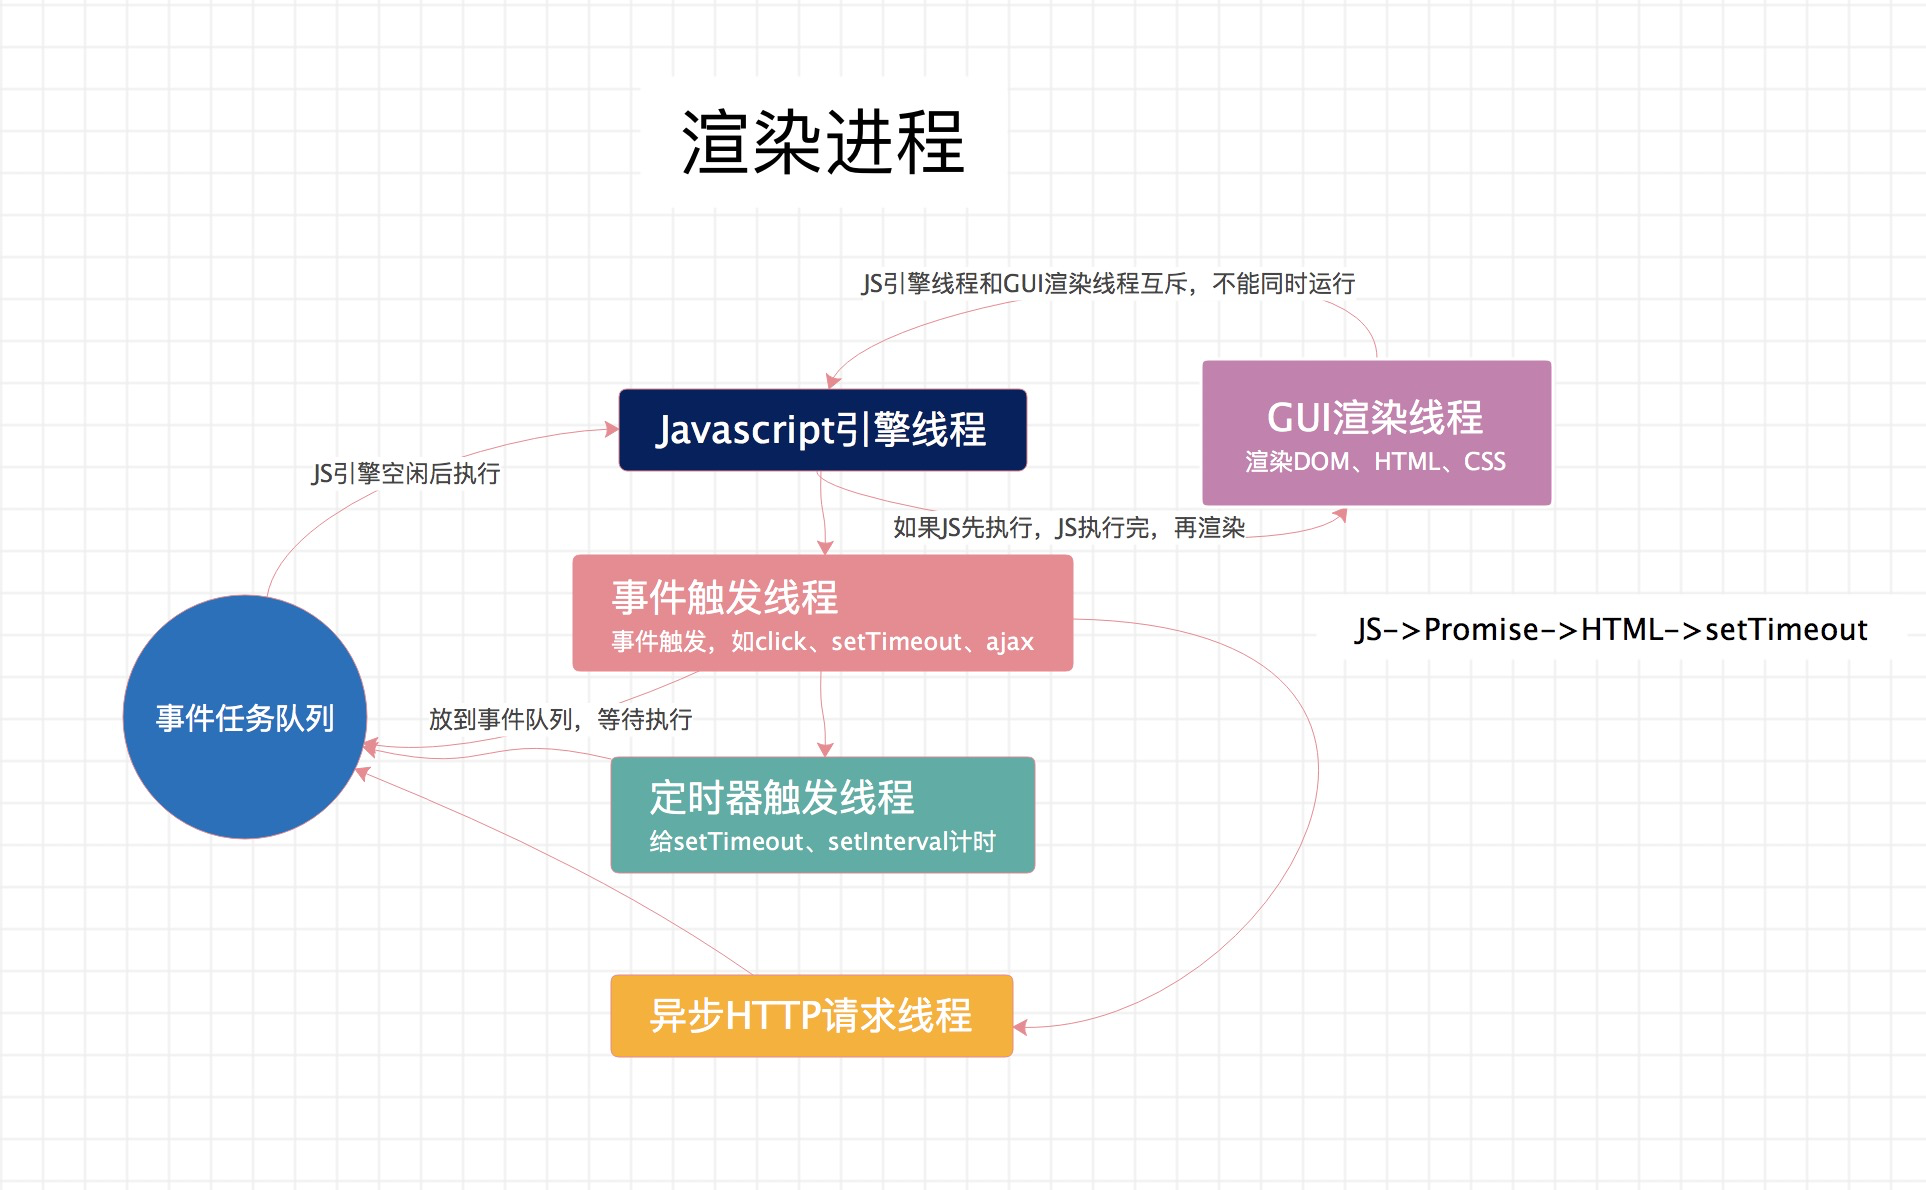 渲染进程
JS引擎线程和GUI渲染线程互斥，不能同时运行
Javascript引擎线程
GUI渲染线程
渲染DOM、HTML、CSS
JS引擎空闲后执行
如果JS先执行，JS执行完，再渲染
事件触发线程
事件触发，如click、setTimeout、ajax
JS->Promise->HTML->setTimeout
事件任务队列
放到事件队列，等待执行
定时器触发线程
给setTimeout、setInterval计时
异步HTTP请求线程